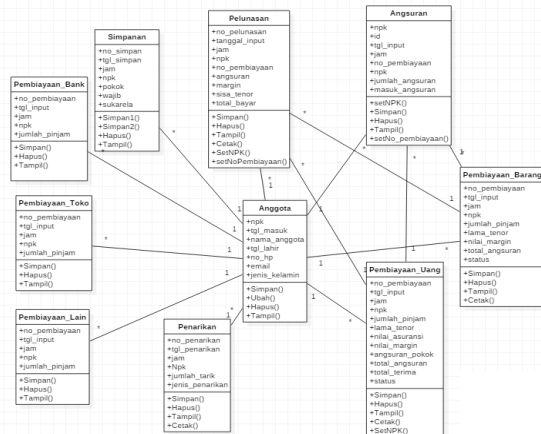 Pelunasan
+no_pelunasan
+tanggal_input
+jam
+npk
+no_pembiayaan
+angsuran
+margin
+sisa_tenor
+total_bayar
+Simpan()
+Hapus()
+Tampil()
+Cetak()
+SetNPK()
+setNoPembiayaan()
Angsuran
+npk
+id
+tgl_input
+jam
+no_pembiayaan
+npk
+jumlah_angsuran
+masuk_angsuran
+setNPK()
+Simpan()
+Hapus()
+Tampil()
+setNo_pembiayaan()
Simpanan
+no_simpan
+tgl_simpan
+jam
+npk
+pokok
+wajib
+sukarela
+Simpan1()
+Simpan2()
+Hapus()
+Tampil()
Pembiayaan_Bank
+no_pembiayaan
+tgl_input
+jam
+npk
+jumlah_pinjam
+Simpan()
+Hapus()
+Tampil()
Pembiayaan_Barang
+no_pembiayaan
+tgl_input
+jam
+npk
+jumlah_pinjam
+lama_tenor
+nilai_margin
+total_angsuran
+status
+Simpan()
+Hapus()
+Tampil()
+Cetak()
Pembiayaan_Toko
+no_pembiayaan
+tgl_input
+jam
+npk
+jumlah_pinjam
+Simpan()
+Hapus()
+Tampil()
Anggota
+npk
+tgl_masuk
+nama_anggota
+tgl_lahir
+no_hp
+email
+jenis_kelamin
+Simpan()
+Ubah()
+Hapus()
+Tampil()
Pembiayaan_Uang
+no_pembiayaan
+tgl_input
+jam
+npk
+jumlah_pinjam
+lama_tenor
+nilai_asuransi
+nilai_margin
+angsuran_pokok
+total_angsuran
+total_terima
+status
+Simpan()
+Hapus()
+Tampil()
+Cetak()
+SetNPK()
Pembiayaan_Lain
+no_pembiayaan
+tgl_input
+jam
+npk
+jumlah_pinjam
+Simpan()
+Hapus()
+Tampil()
Penarikan
+no_penarikan
+tgl_penarikan
+jam
+Npk
+jumlah_tarik
+jenis_penarikan
+Simpan()
+Hapus()
+Tampil()
+Cetak()